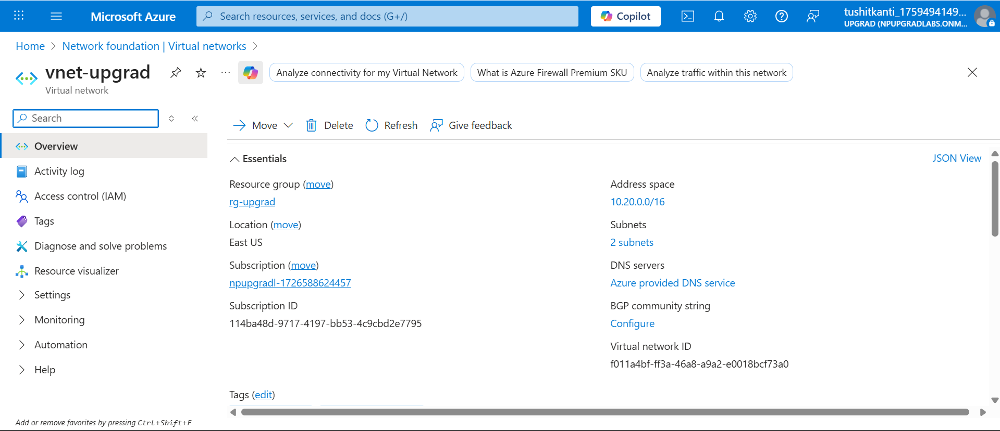 Microsoft Azure
Search resources, services, and docs (G+/)
Copilot
tushitkanti_1759494149...
UPGRAD (NPUPGRADLABS.ONM...
Home > Network foundation | Virtual networks >
vnet-upgrad
Virtual network
Analyze connectivity for my Virtual Network
What is Azure Firewall Premium SKU
Analyze traffic within this network
Search
Overview
Activity log
Access control (IAM)
Tags
Diagnose and solve problems
Resource visualizer
Settings
Monitoring
Automation
Help
Add or remove favorites by pressing Ctrl+Shift+F
Move
Delete
Refresh
Give feedback
Essentials
JSON View
Resource group (move)
rg-upgrad
Location (move)
East US
Subscription (move)
npupgradl-1726588624457
Subscription ID
114ba48d-9717-4197-bb53-4c9cbd2e7795
Address space
10.20.0.0/16
Subnets
2 subnets
DNS servers
Azure provided DNS service
BGP community string
Configure
Virtual network ID
f011a4bf-ff3a-46a8-a9a2-e0018bcf73a0
Tags (edit)